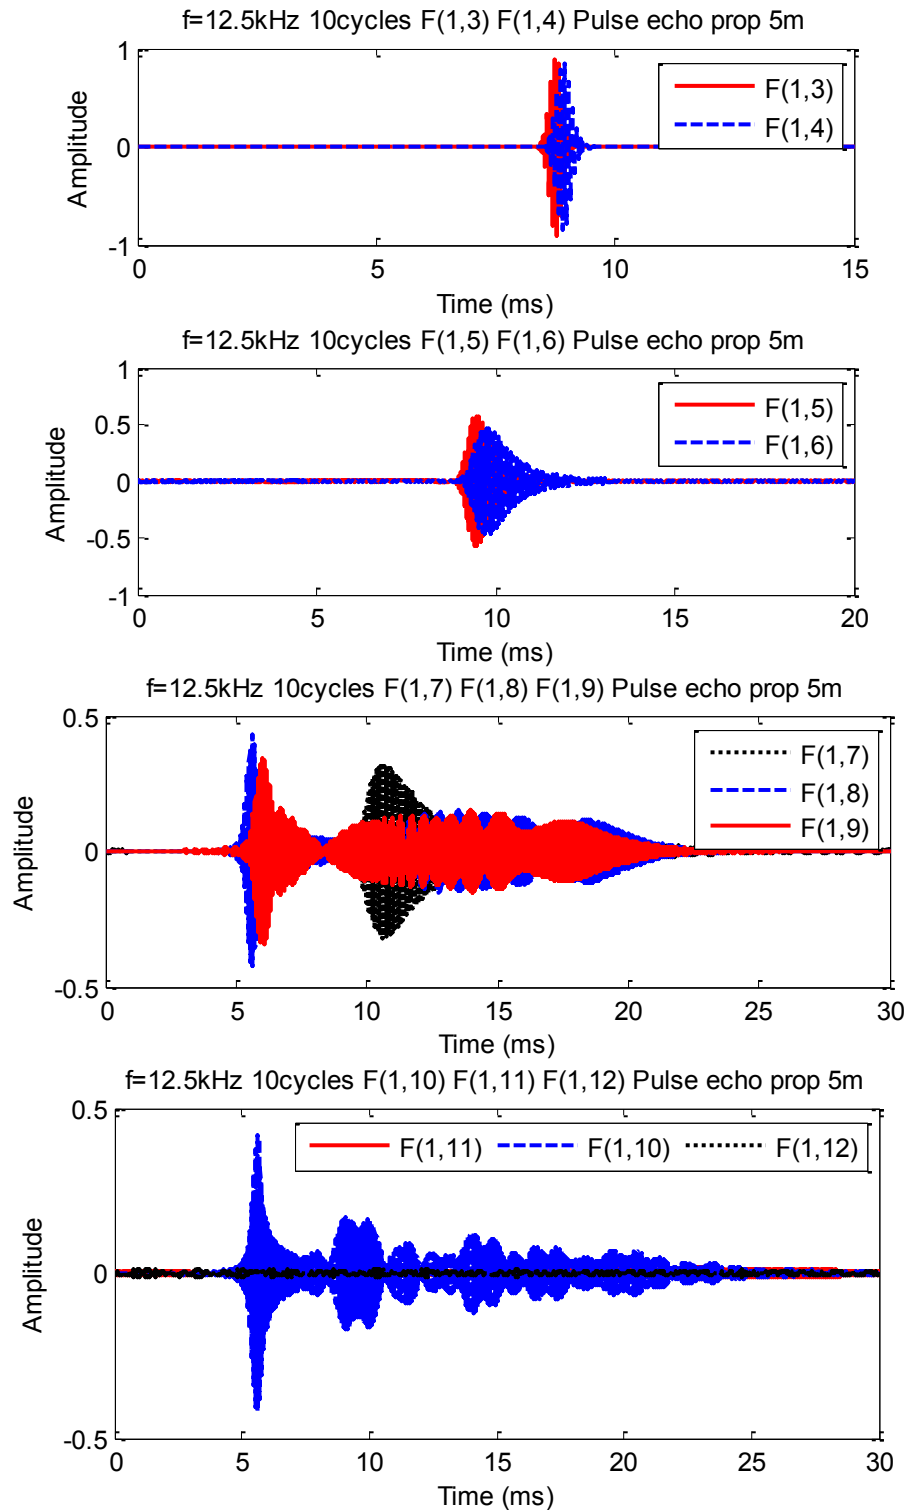 f=12.5kHz 10cycles F(1,3) F(1,4) Pulse echo prop 5m
1
0
-1
Amplitude
F(1,3)
F(1,4)
0 5 10 15
Time (ms)
f=12.5kHz 10cycles F(1,5) F(1,6) Pulse echo prop 5m
1
0.5
0
-0.5
-1
Amplitude
F(1,5)
F(1,6)
0 5 10 15 20
Time (ms)
f=12.5kHz 10cycles F(1,7) F(1,8) F(1,9) Pulse echo prop 5m
0.5
0
-0.5
Amplitude
F(1,7)
F(1,8)
F(1,9)
0 5 10 15 20 25 30
Time (ms)
f=12.5kHz 10cycles F(1,10) F(1,11) F(1,12) Pulse echo prop 5m
0.5
0
-0.5
Amplitude
F(1,11) F(1,10) F(1,12)
0 5 10 15 20 25 30
Time (ms)